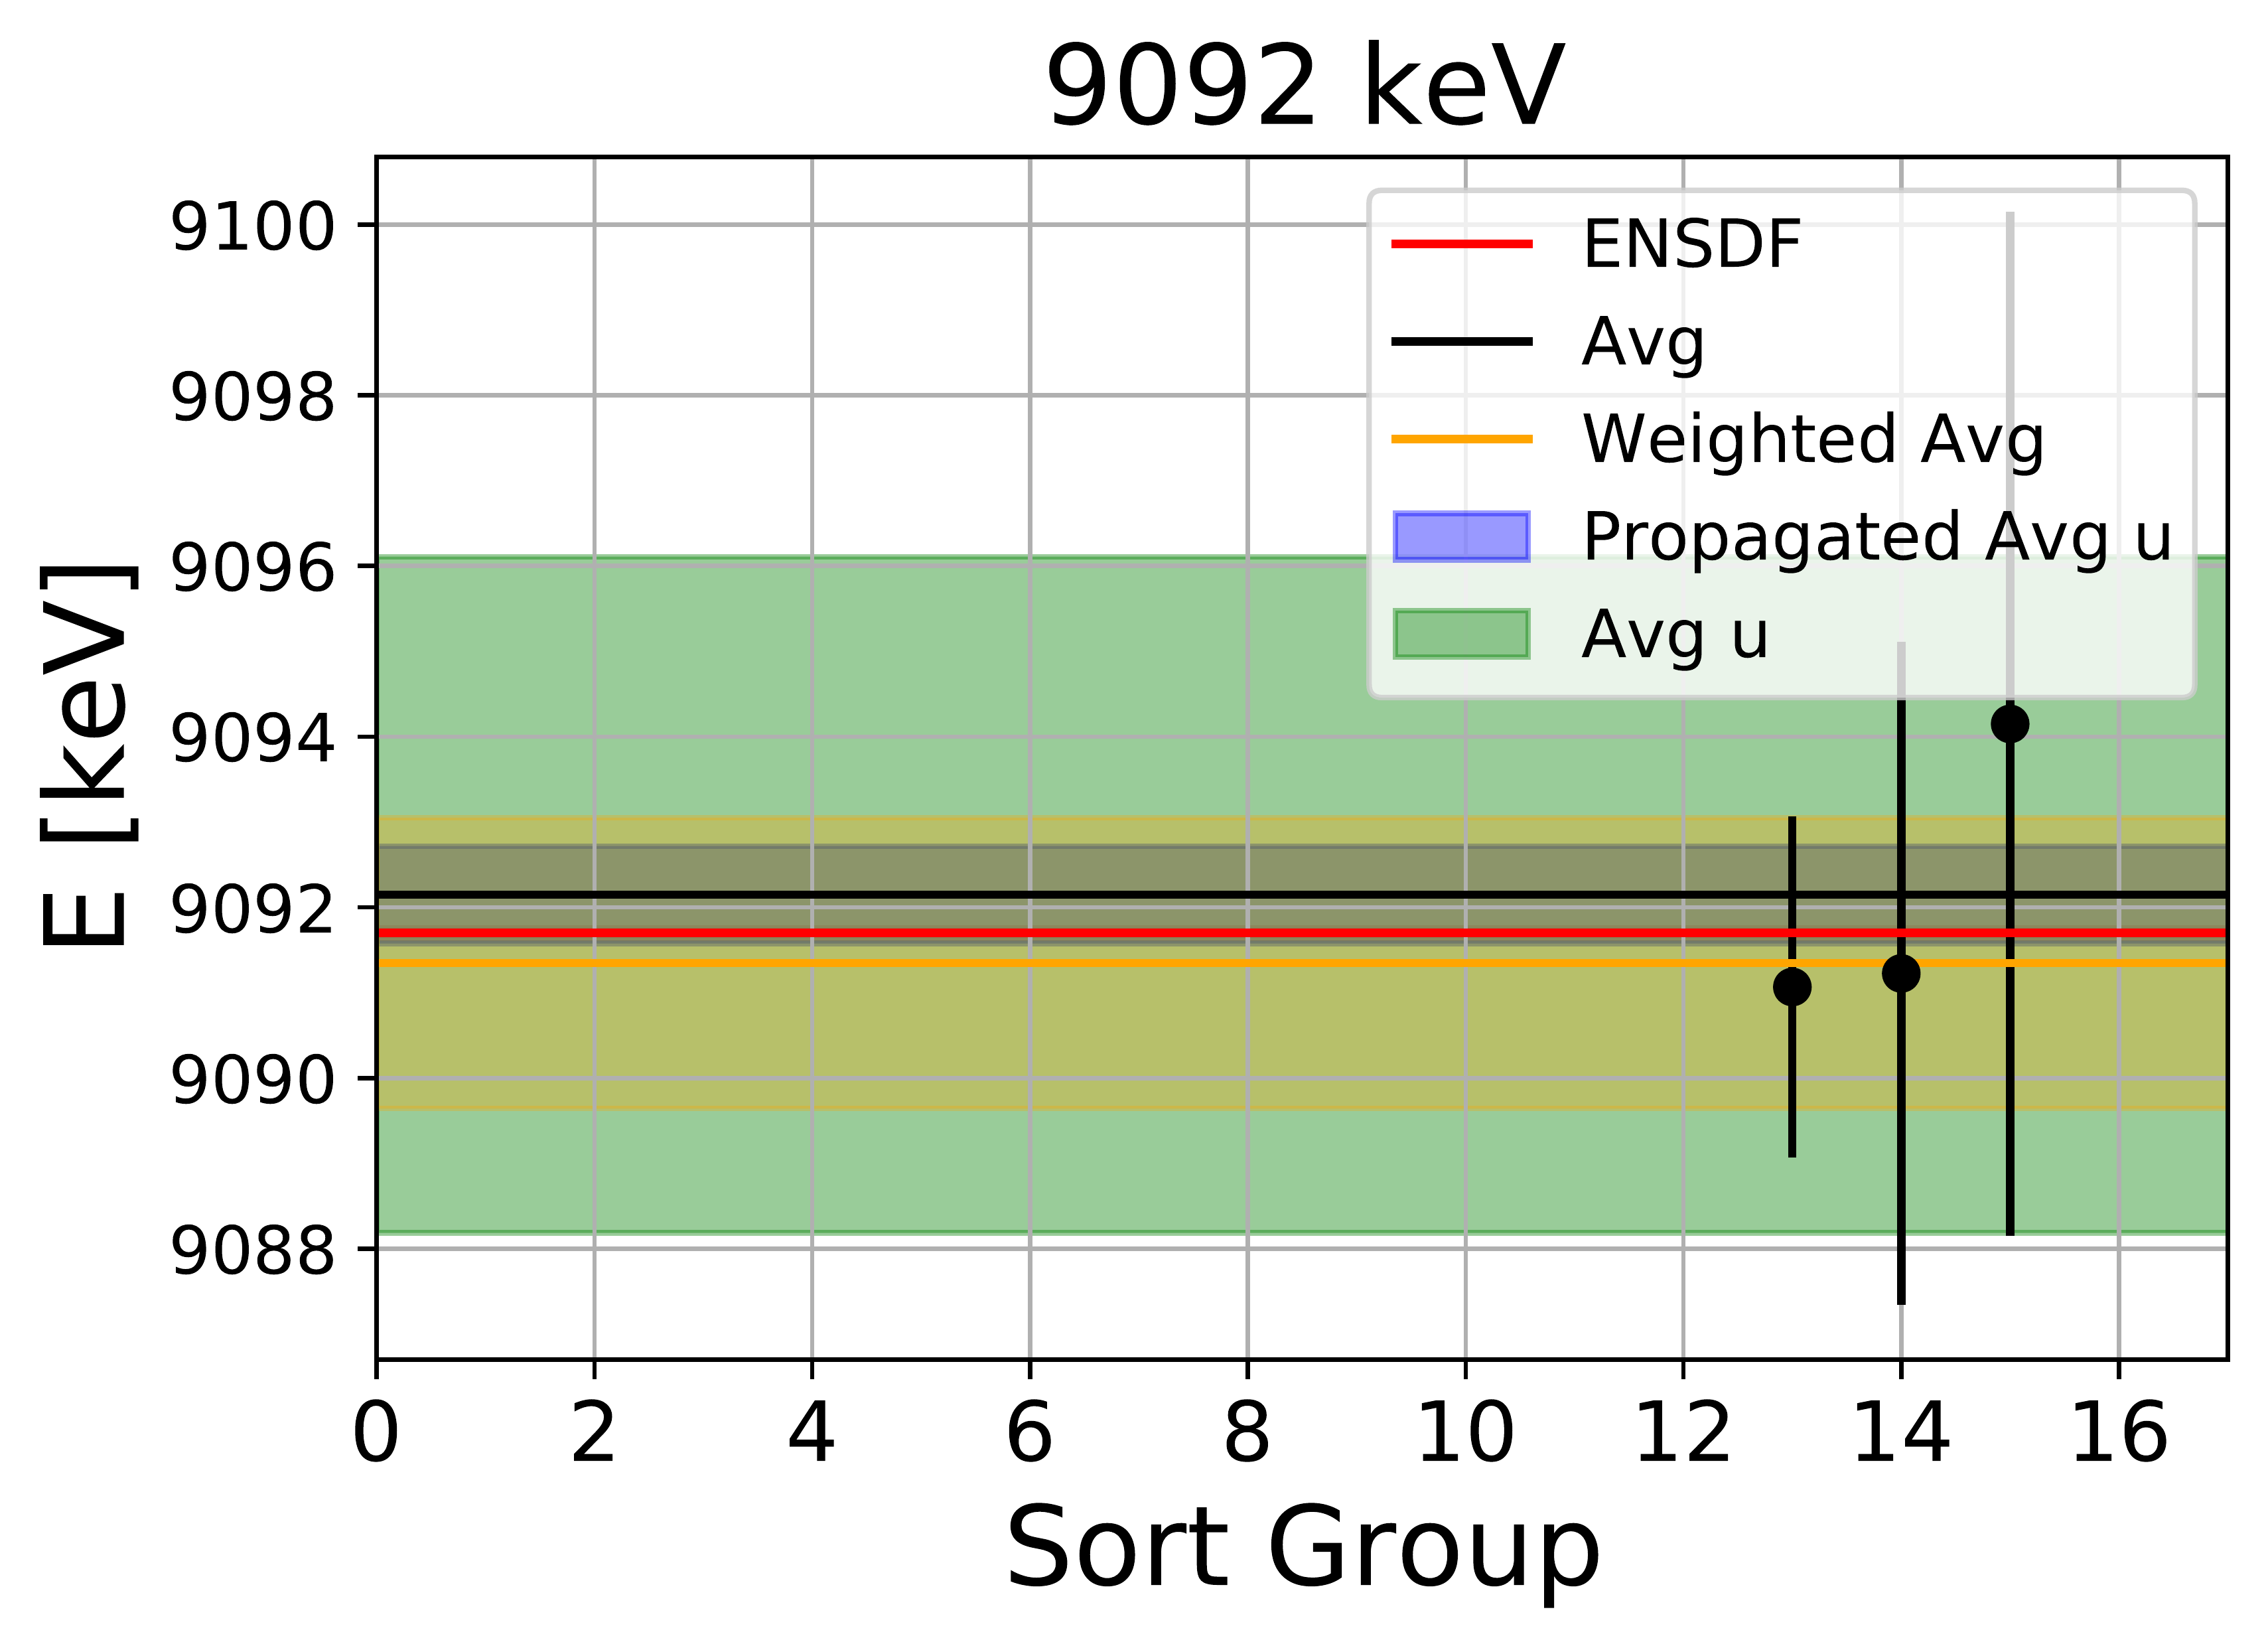 9092 keV
E [keV]
9100
9098
9096
9094
9092
9090
9088
ENSDF
Avg
Weighted Avg
Propagated Avg u
Avg u
0 2 4 6 8 10 12 14 16
Sort Group